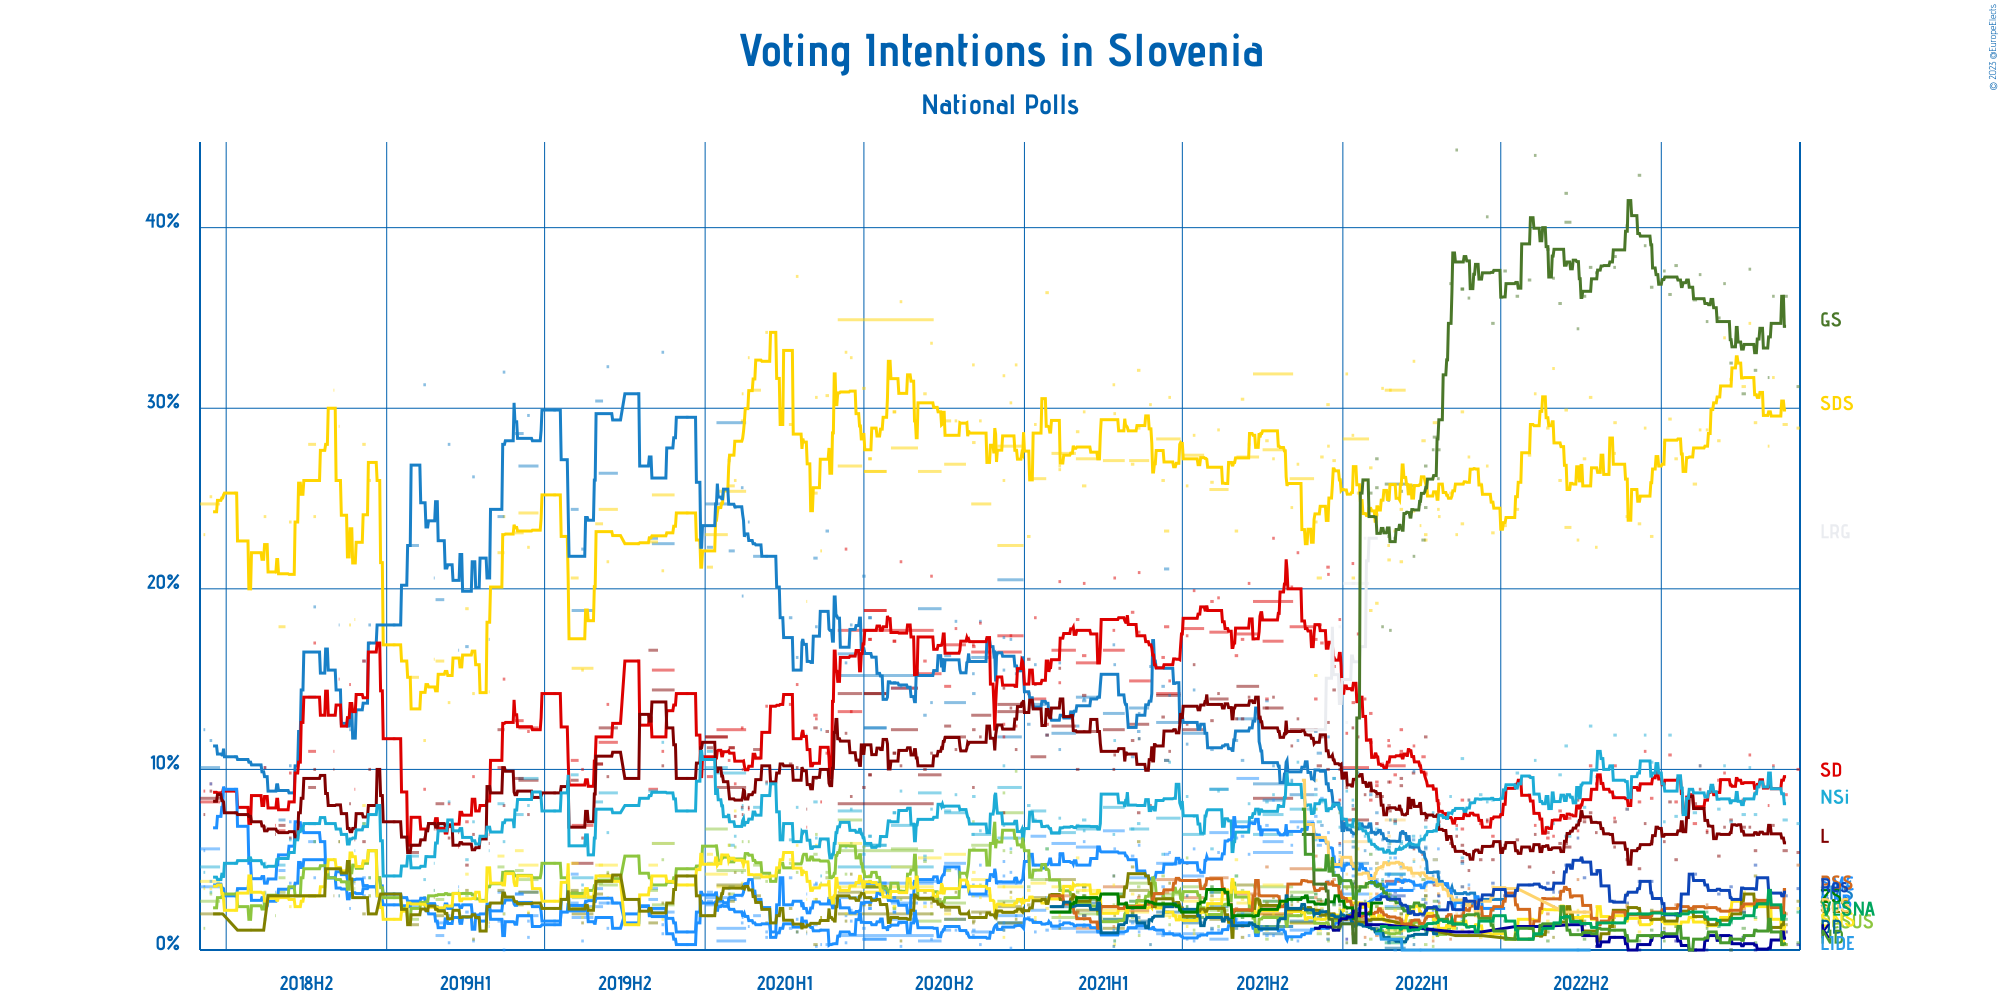 © 2023 @EuropeElects
Voting Intentions in Slovenia
National Polls
40%
30%
20%
10%
0%
GS
SDS
LRG
SD
NSi
L
VESNA
LIDE
2018H2
2019H1
2019H2
2020H1
2020H2
2021H1
2021H2
2022H1
2022H2